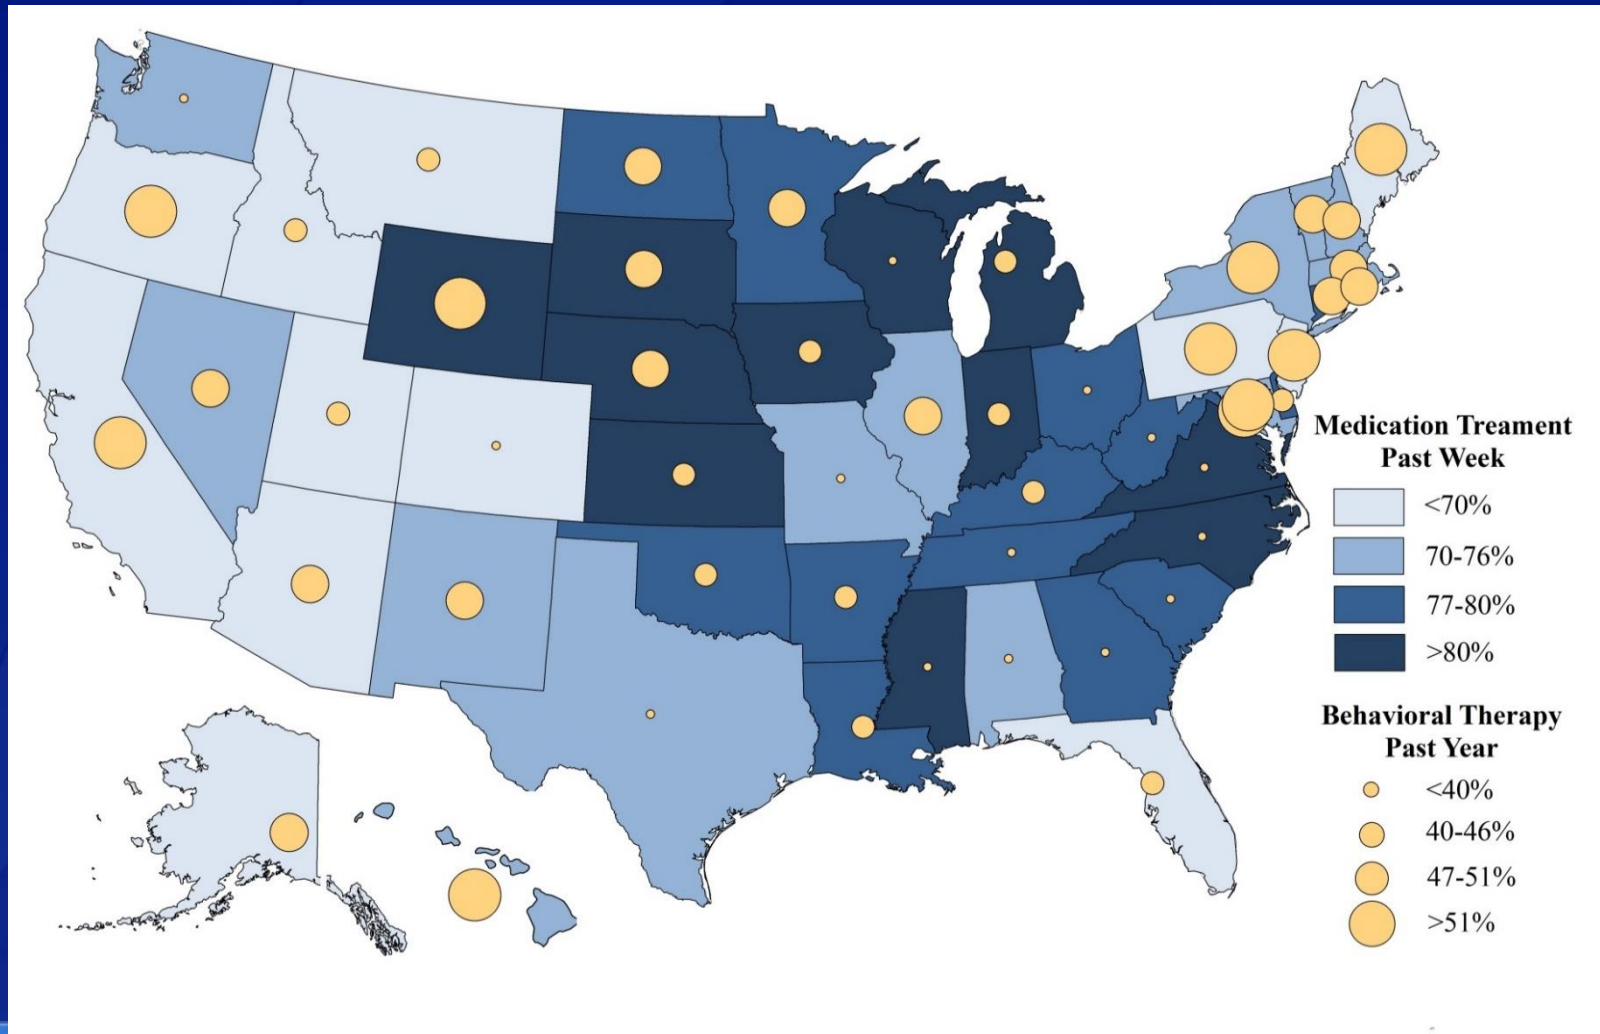 Medication Treament
Past Week
<70%
70-76%
77-80%
>80%
Behavioral Therapy
Past Year
<40%
40-46%
47-51%
>51%